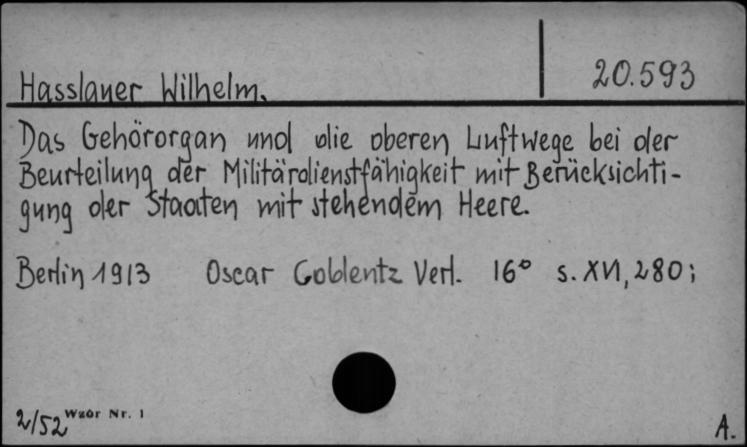 20.593
Hasslauer Wilhelm.
Das Gehörorgan und die oberen Luftwege bei der
Beurteilung der Militärdienstfähigkeit mit Berücksichti-
gung der Staaten mit stehendem Heere.
Berlin 1913 Oscar Coblentz Verl. 16° s. XVI, 280;
2/52 Wzór Nr. 1
A.